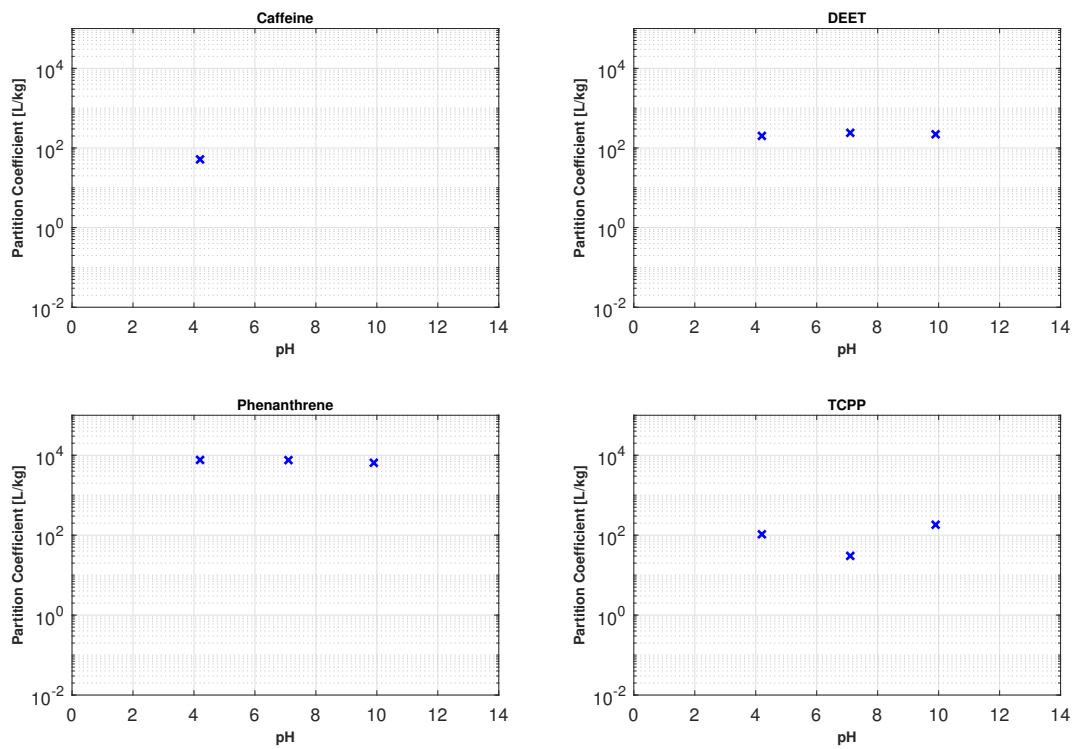 Caffeine
Partition Coefficient [L/kg]
10^4
10^2
10^0
10^-2
0 2 4 6 8 10 12 14
pH
DEET
Partition Coefficient [L/kg]
10^4
10^2
10^0
10^-2
0 2 4 6 8 10 12 14
pH
Phenanthrene
Partition Coefficient [L/kg]
10^4
10^2
10^0
10^-2
0 2 4 6 8 10 12 14
pH
TCPP
Partition Coefficient [L/kg]
10^4
10^2
10^0
10^-2
0 2 4 6 8 10 12 14
pH